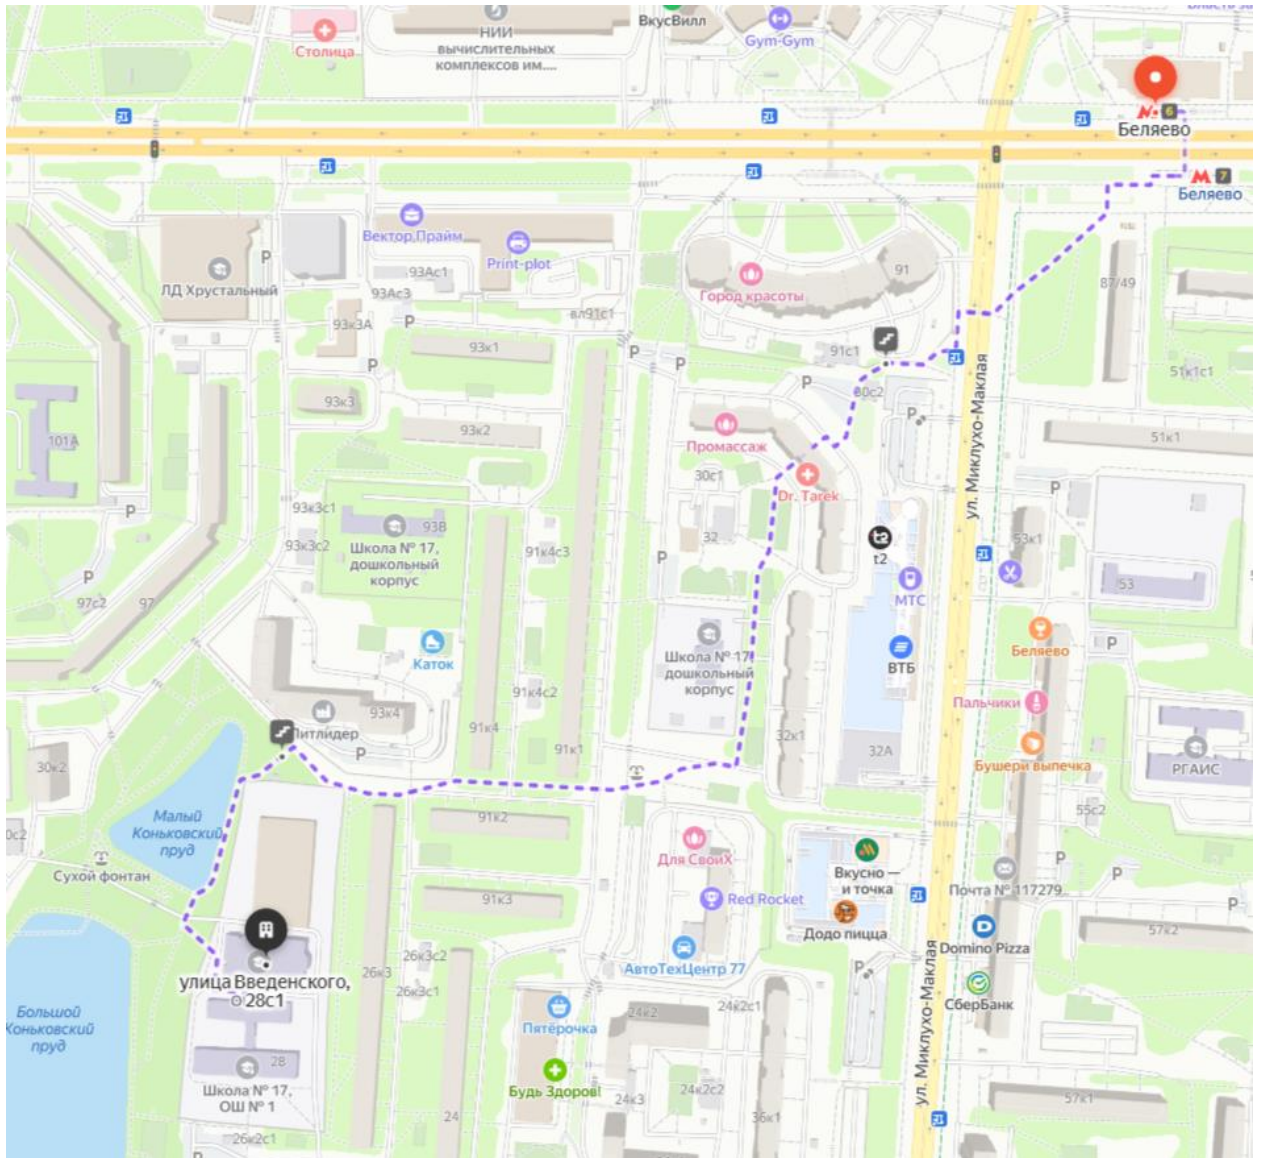 ВкусВилл
НИИ
вычислительных
комплексов им....
Столица
Gym-Gym
6
Беляево
7
Беляево
Вектор Прайм
Print-plot
ЛД Хрустальный
P
93Ас1
93Ас3
91
Город красоты
87/49
вл91с1
93к3А
P
93к1
P
P
91с1
P
80с2
51к1с1
93к3
P
101А
93к2
Промассаж
51к1
ул. Миклухо-Маклая
30с1
Dr. Tarek
P
P
93к3с1
93В
Школа № 17,
дошкольный
корпус
93к3с2
32
t2
53к1
91к4с3
P
P
53
97с2
97
МТС
Беляево
P
Каток
Школа № 17,
дошкольный
корпус
ВТБ
91к4с2
Пальчики
93к4
Питлйдер
P
91к4
91к1
32к1
32А
Бушери выпечка
РГАИС
30к2
Малый
Коньковский
пруд
91к2
55с2
0с2
Сухой фонтан
Для СвоиХ
Вкусно —
и точка
P
P
Почта № 117279
91к3
Red Rocket
P
Додо пицца
57к2
Domino Pizza
26к3с2
26к3
АвтоТехЦентр 77
P
ул. Миклухо-Маклая
улица Введенского,
28с1
26к3с1
СберБанк
Большой
Коньковский
пруд
Пятёрочка
24к2
24к2с1
28
Школа № 17,
ОШ № 1
Будь Здоров!
24к3
24к2с2
57к1
24
36к1
26к2с1
P